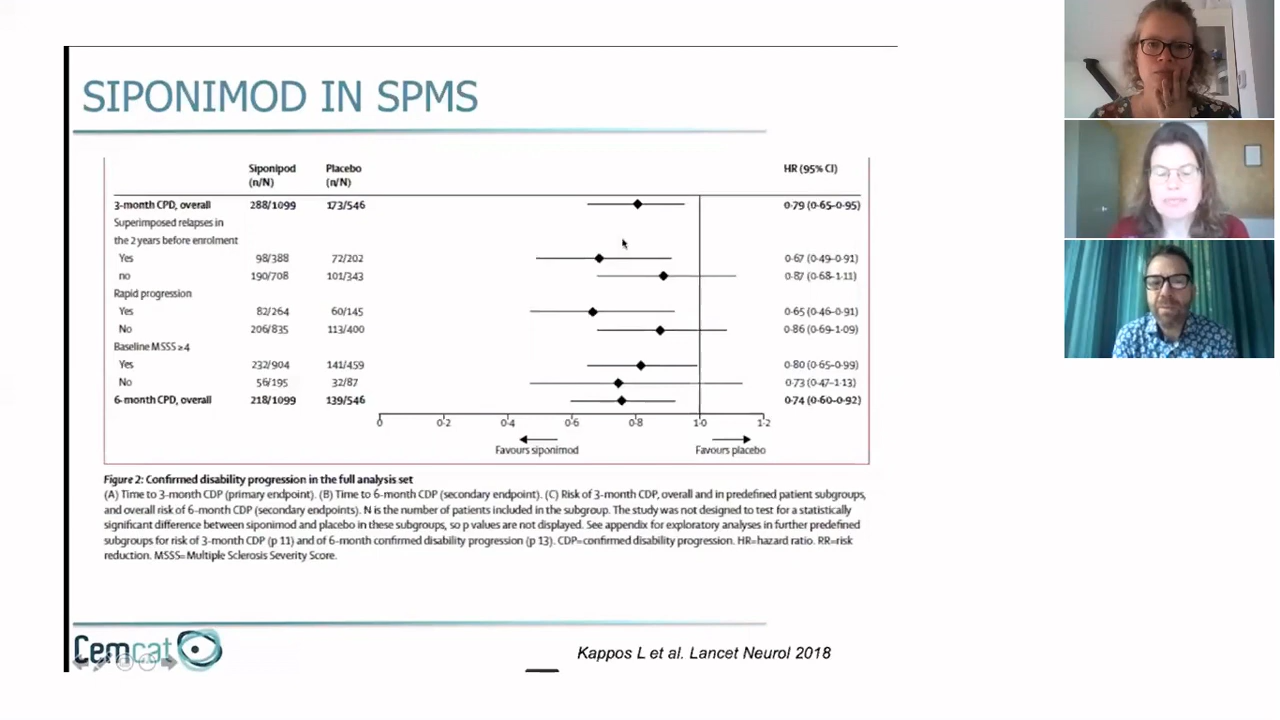 SIPONIMOD IN SPMS
Siponipod Placebo HR (95% CI)
(n/N) (n/N)
3-month CPD, overall 288/1099 173/546 0·79 (0·65–0·95)
Superimposed relapses in
the 2 years before enrolment
Yes 98/388 72/202 0·67 (0·49–0·91)
no 190/708 101/343 0·87 (0·68–1·11)
Rapid progression
Yes 82/264 60/145 0·65 (0·46–0·91)
No 206/835 113/400 0·86 (0·69–1·09)
Baseline MSSS ≥4
Yes 232/904 141/459 0·80 (0·65–0·99)
No 56/195 32/87 0·73 (0·47–1·13)
6-month CPD, overall 218/1099 139/546 0·74 (0·60–0·92)
0 0·2 0·4 0·6 0·8 1·0 1·2
Favours siponimod Favours placebo
Figure 2: Confirmed disability progression in the full analysis set
(A) Time to 3-month CDP (primary endpoint). (B) Time to 6-month CDP (secondary endpoint). (C) Risk of 3-month CDP, overall and in predefined patient subgroups,
and overall risk of 6-month CDP (secondary endpoints). N is the number of patients included in the subgroup. The study was not designed to test for a statistically
significant difference between siponimod and placebo in these subgroups, so p values are not displayed. See appendix for exploratory analyses in further predefined
subgroups for risk of 3-month CDP (p 11) and of 6-month confirmed disability progression (p 13). CDP=confirmed disability progression. HR=hazard ratio. RR=risk
reduction. MSSS=Multiple Sclerosis Severity Score.
Cemcat
Kappos L et al. Lancet Neurol 2018